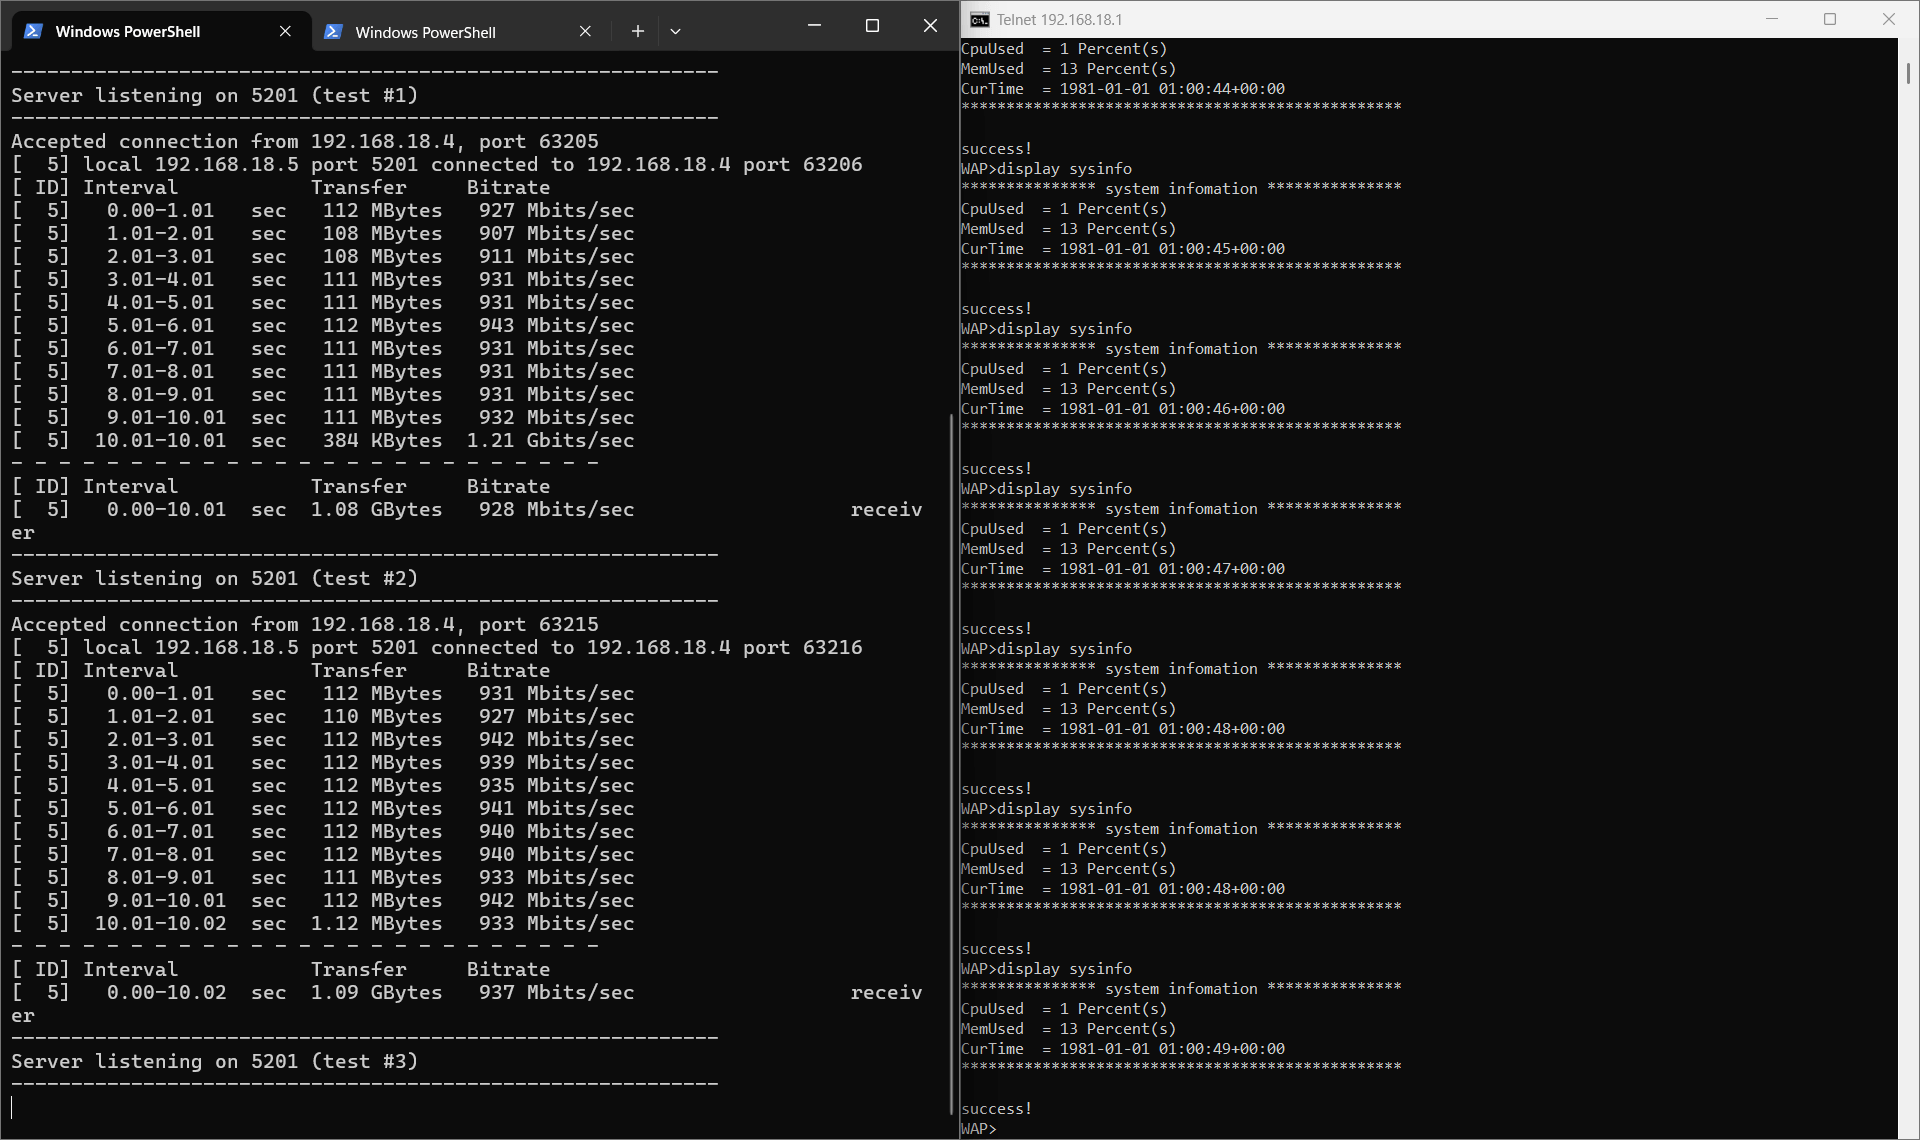 Windows PowerShell
Windows PowerShell
------------------------------------------------------------
Server listening on 5201 (test #1)
------------------------------------------------------------
Accepted connection from 192.168.18.4, port 63205
[  5] local 192.168.18.5 port 5201 connected to 192.168.18.4 port 63206
[ ID] Interval           Transfer     Bitrate
[  5]   0.00-1.01   sec   112 MBytes   927 Mbits/sec
[  5]   1.01-2.01   sec   108 MBytes   907 Mbits/sec
[  5]   2.01-3.01   sec   108 MBytes   911 Mbits/sec
[  5]   3.01-4.01   sec   111 MBytes   931 Mbits/sec
[  5]   4.01-5.01   sec   111 MBytes   931 Mbits/sec
[  5]   5.01-6.01   sec   112 MBytes   943 Mbits/sec
[  5]   6.01-7.01   sec   111 MBytes   931 Mbits/sec
[  5]   7.01-8.01   sec   111 MBytes   931 Mbits/sec
[  5]   8.01-9.01   sec   111 MBytes   931 Mbits/sec
[  5]   9.01-10.01  sec   111 MBytes   932 Mbits/sec
[  5]  10.01-10.01  sec   384 KBytes  1.21 Gbits/sec
- - - - - - - - - - - - - - - - - - - - - - - - -
[ ID] Interval           Transfer     Bitrate
[  5]   0.00-10.01  sec  1.08 GBytes   928 Mbits/sec                  receiv
er
------------------------------------------------------------
Server listening on 5201 (test #2)
------------------------------------------------------------
Accepted connection from 192.168.18.4, port 63215
[  5] local 192.168.18.5 port 5201 connected to 192.168.18.4 port 63216
[ ID] Interval           Transfer     Bitrate
[  5]   0.00-1.01   sec   112 MBytes   931 Mbits/sec
[  5]   1.01-2.01   sec   110 MBytes   927 Mbits/sec
[  5]   2.01-3.01   sec   112 MBytes   942 Mbits/sec
[  5]   3.01-4.01   sec   112 MBytes   939 Mbits/sec
[  5]   4.01-5.01   sec   112 MBytes   935 Mbits/sec
[  5]   5.01-6.01   sec   112 MBytes   941 Mbits/sec
[  5]   6.01-7.01   sec   112 MBytes   940 Mbits/sec
[  5]   7.01-8.01   sec   112 MBytes   940 Mbits/sec
[  5]   8.01-9.01   sec   111 MBytes   933 Mbits/sec
[  5]   9.01-10.01  sec   112 MBytes   942 Mbits/sec
[  5]  10.01-10.02  sec  1.12 MBytes   933 Mbits/sec
- - - - - - - - - - - - - - - - - - - - - - - - -
[ ID] Interval           Transfer     Bitrate
[  5]   0.00-10.02  sec  1.09 GBytes   937 Mbits/sec                  receiv
er
------------------------------------------------------------
Server listening on 5201 (test #3)
------------------------------------------------------------
Telnet 192.168.18.1
CpuUsed  = 1 Percent(s)
MemUsed  = 13 Percent(s)
CurTime  = 1981-01-01 01:00:44+00:00
*************************************************
success!
WAP>display sysinfo
*************** system infomation ***************
CpuUsed  = 1 Percent(s)
MemUsed  = 13 Percent(s)
CurTime  = 1981-01-01 01:00:45+00:00
*************************************************
success!
WAP>display sysinfo
*************** system infomation ***************
CpuUsed  = 1 Percent(s)
MemUsed  = 13 Percent(s)
CurTime  = 1981-01-01 01:00:46+00:00
*************************************************
success!
WAP>display sysinfo
*************** system infomation ***************
CpuUsed  = 1 Percent(s)
MemUsed  = 13 Percent(s)
CurTime  = 1981-01-01 01:00:47+00:00
*************************************************
success!
WAP>display sysinfo
*************** system infomation ***************
CpuUsed  = 1 Percent(s)
MemUsed  = 13 Percent(s)
CurTime  = 1981-01-01 01:00:48+00:00
*************************************************
success!
WAP>display sysinfo
*************** system infomation ***************
CpuUsed  = 1 Percent(s)
MemUsed  = 13 Percent(s)
CurTime  = 1981-01-01 01:00:48+00:00
*************************************************
success!
WAP>display sysinfo
*************** system infomation ***************
CpuUsed  = 1 Percent(s)
MemUsed  = 13 Percent(s)
CurTime  = 1981-01-01 01:00:49+00:00
*************************************************
success!
WAP>